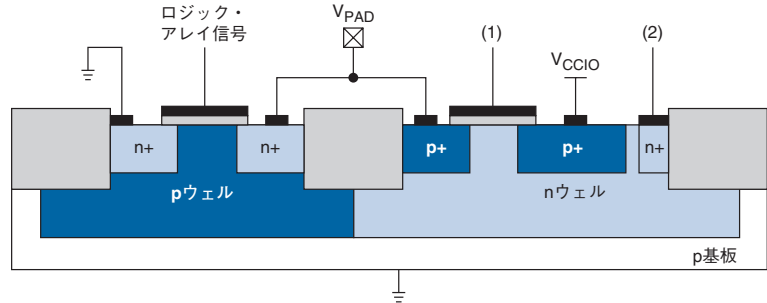 ロジック・
アレイ信号
VPAD
(1)
(2)
VCCIO
n+
n+
p+
p+
n+
pウェル
nウェル
p基板